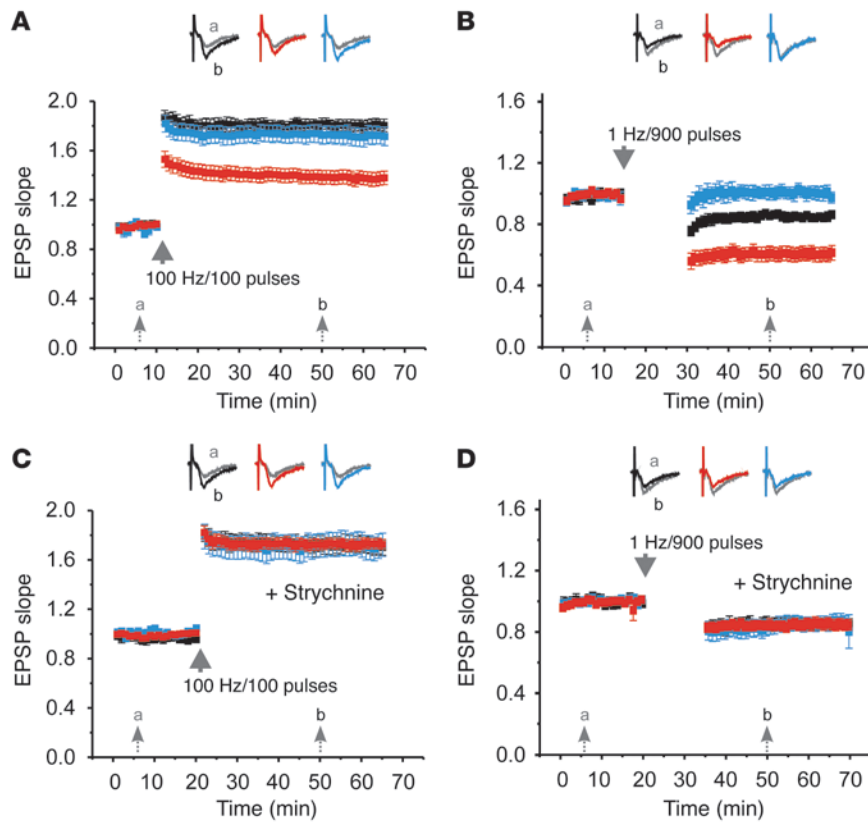 A
a
b
EPSP slope
2.0
1.6
1.2
0.8
0.4
0.0
100 Hz/100 pulses
a
b
0 10 20 30 40 50 60 70
Time (min)
B
a
b
EPSP slope
1.6
1.2
0.8
0.4
0.0
1 Hz/900 pulses
a
b
0 10 20 30 40 50 60 70
Time (min)
C
a
b
EPSP slope
2.0
1.6
1.2
0.8
0.4
0.0
+ Strychnine
100 Hz/100 pulses
a
b
0 10 20 30 40 50 60 70
Time (min)
D
a
b
EPSP slope
1.6
1.2
0.8
0.4
0.0
1 Hz/900 pulses
+ Strychnine
a
b
0 10 20 30 40 50 60 70
Time (min)